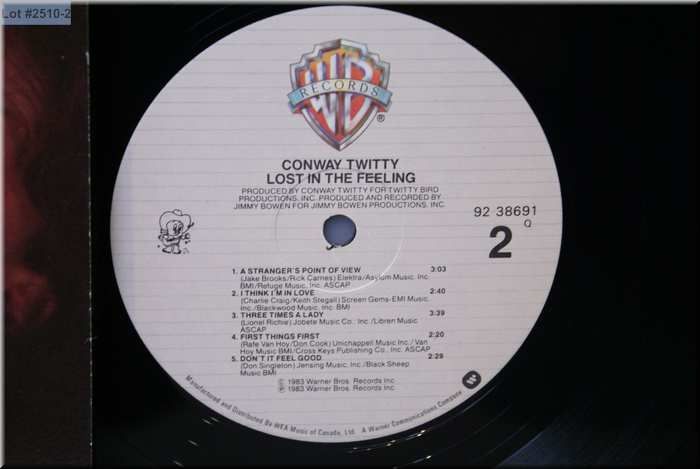 Lot #2510-2
WB
RECORDS
®
CONWAY TWITTY
LOST IN THE FEELING
PRODUCED BY CONWAY TWITTY FOR TWITTY BIRD
PRODUCTIONS, INC. PRODUCED AND RECORDED BY
JIMMY BOWEN FOR JIMMY BOWEN PRODUCTIONS, INC.
92 38691
Q
2
1. A STRANGER'S POINT OF VIEW 3:03
(Jake Brooks/Rick Carnes) Elektra/Asylum Music, Inc.
BMI/Refuge Music, Inc. ASCAP
2. I THINK I'M IN LOVE 2:40
(Charlie Craig/Keith Stegall) Screen Gems-EMI Music,
Inc./Blackwood Music, Inc. BMI
3. THREE TIMES A LADY 3:39
(Lionel Richie) Jobete Music Co., Inc./Libren Music
ASCAP
4. FIRST THINGS FIRST 2:20
(Rafe Van Hoy/Don Cook) Unichappell Music Inc./Van
Hoy Music BMI/Cross Keys Publishing Co., Inc. ASCAP
5. DON'T IT FEEL GOOD 2:29
(Don Singleton) Jensing Music, Inc./Black Sheep
Music BMI
© 1983 Warner Bros. Records Inc.
℗ 1983 Warner Bros. Records Inc.
Manufactured and Distributed By WEA Music of Canada, Ltd. A Warner Communications Company